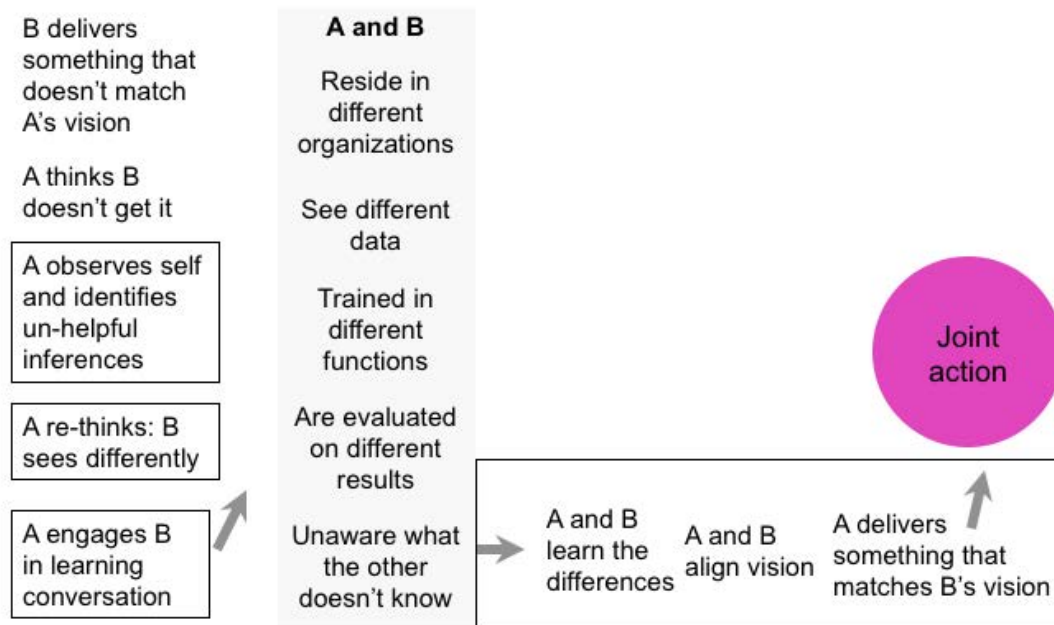 B delivers
something that
doesn't match
A's vision
A thinks B
doesn't get it
A observes self
and identifies
un-helpful
inferences
A re-thinks: B
sees differently
A engages B
in learning
conversation
A and B
Reside in
different
organizations
See different
data
Trained in
different
functions
Are evaluated
on different
results
Unaware what
the other
doesn't know
A and B
learn the
differences
A and B
align vision
A delivers
something that
matches B's vision
Joint
action